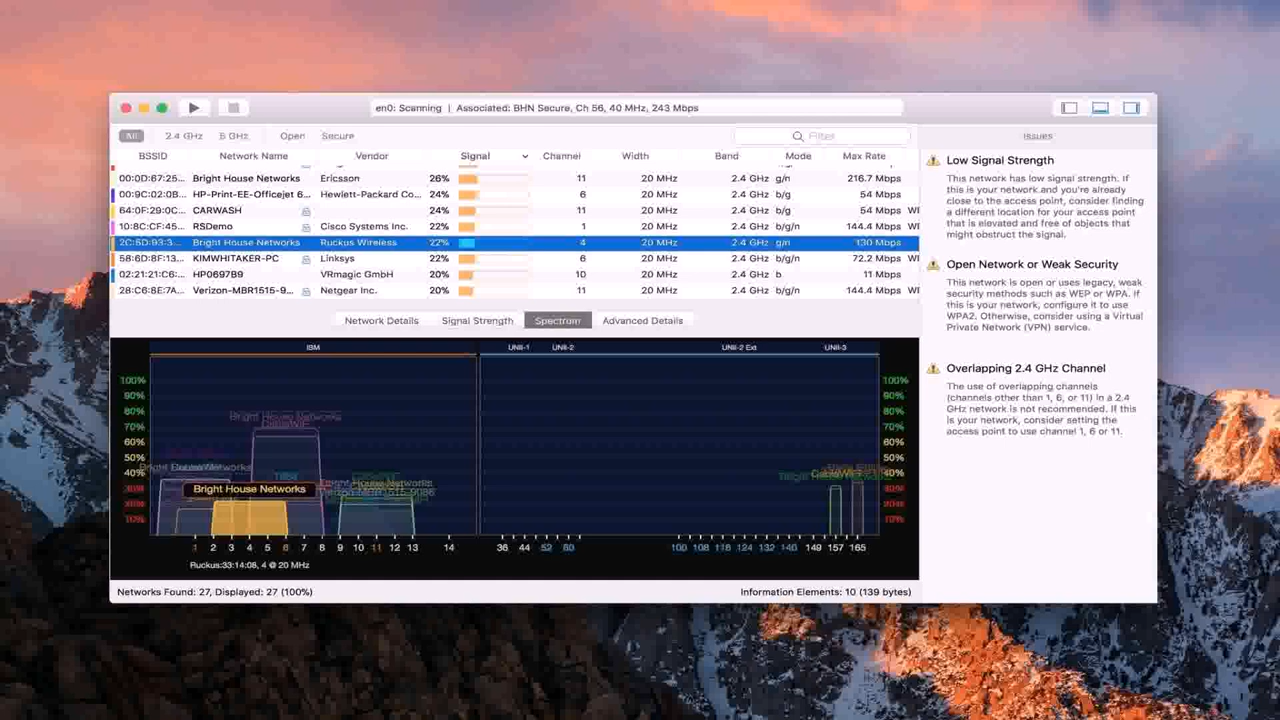 en0: Scanning | Associated: BHN Secure, Ch 56, 40 MHz, 243 Mbps
All 2.4 GHz 5 GHz Open Secure Filter
BSSID Network Name Vendor Signal Channel Width Band Mode Max Rate
00:0D:67:25... Bright House Networks Ericsson 26% 11 20 MHz 2.4 GHz g/n 216.7 Mbps
00:9C:02:0B... HP-Print-EE-Officejet 6... Hewlett-Packard Co... 24% 6 20 MHz 2.4 GHz b/g 54 Mbps
64:0F:29:0C... CARWASH 24% 11 20 MHz 2.4 GHz b/g 54 Mbps
10:8C:CF:45... RSDemo Cisco Systems Inc. 22% 1 20 MHz 2.4 GHz b/g/n 144.4 Mbps
2C:5D:93:3... Bright House Networks Ruckus Wireless 22% 4 20 MHz 2.4 GHz g/n 130 Mbps
58:6D:8F:13... KIMWHITAKER-PC Linksys 22% 6 20 MHz 2.4 GHz b/g/n 72.2 Mbps
02:21:21:C6:... HP0697B9 VRmagic GmbH 20% 10 20 MHz 2.4 GHz b 11 Mbps
28:C6:8E:7A... Verizon-MBR1515-9... Netgear Inc. 20% 11 20 MHz 2.4 GHz b/g/n 144.4 Mbps
Network Details Signal Strength Spectrum Advanced Details
ISM UNII-1 UNII-2 UNII-2 Ext UNII-3
100% 100%
90% 90%
80% 80%
70% 70%
60% 60%
50% 50%
40% 40%
30% 30%
20% 20%
10% 10%
Bright House Networks
CableWiFi
Bright House Networks
Bright House Networks
Bright House Networks
CableWiFi
1 2 3 4 5 6 7 8 9 10 11 12 13 14 36 44 52 60 100 108 116 124 132 140 149 157 165
Ruckus:33:14:08, 4 @ 20 MHz
Networks Found: 27, Displayed: 27 (100%) Information Elements: 10 (139 bytes)
Issues
Low Signal Strength
This network has low signal strength. If
this is your network and you're already
close to the access point, consider finding
a different location for your access point
that is elevated and free of objects that
might obstruct the signal.
Open Network or Weak Security
This network is open or uses legacy, weak
security methods such as WEP or WPA. If
this is your network, configure it to use
WPA2. Otherwise, consider using a Virtual
Private Network (VPN) service.
Overlapping 2.4 GHz Channel
The use of overlapping channels
(channels other than 1, 6, or 11) in a 2.4
GHz network is not recommended. If this
is your network, consider setting the
access point to use channel 1, 6 or 11.